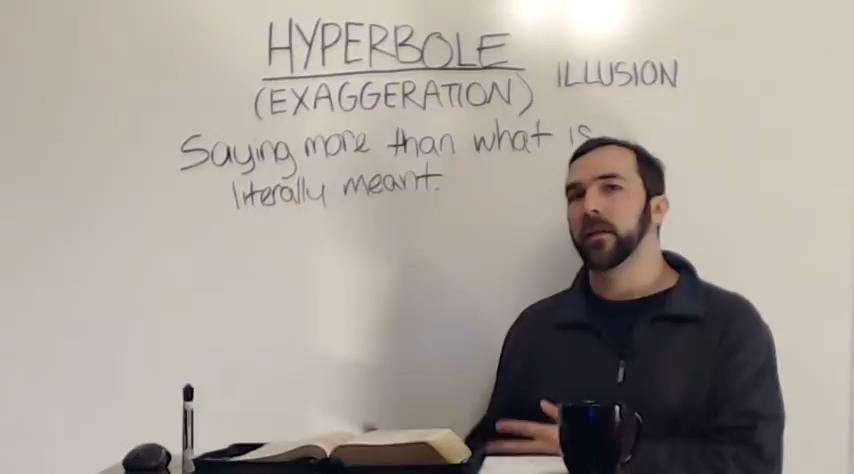 HYPERBOLE
(EXAGGERATION)
ILLUSION
Saying more than what is
literally meant.